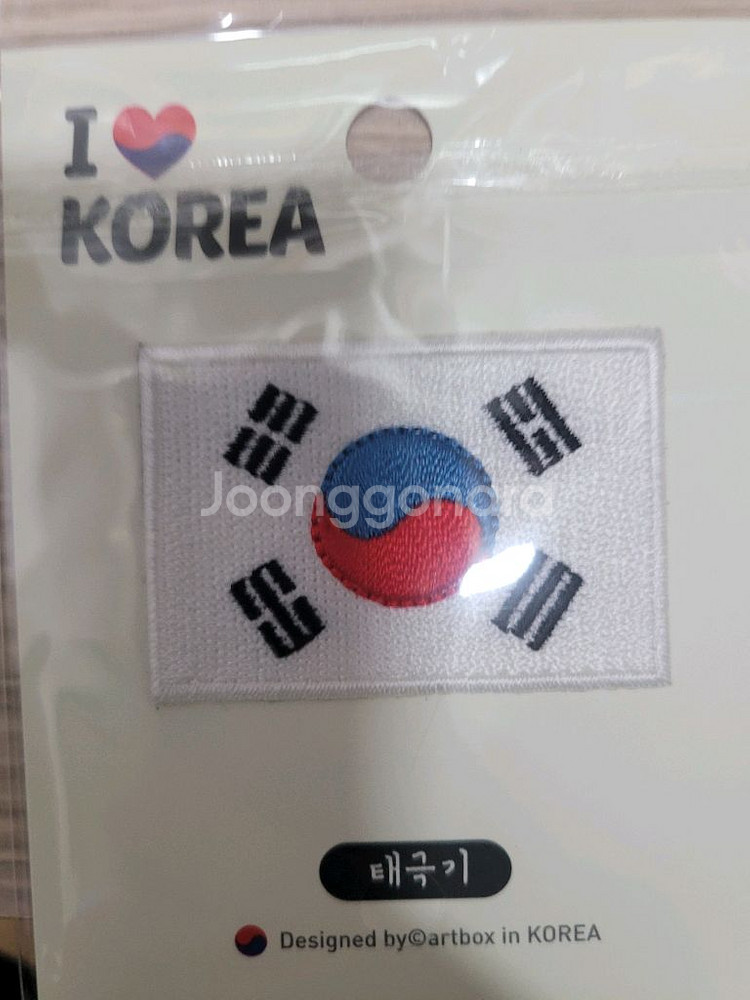 I
KOREA
Joonggonara
태극기
Designed by©artbox in KOREA